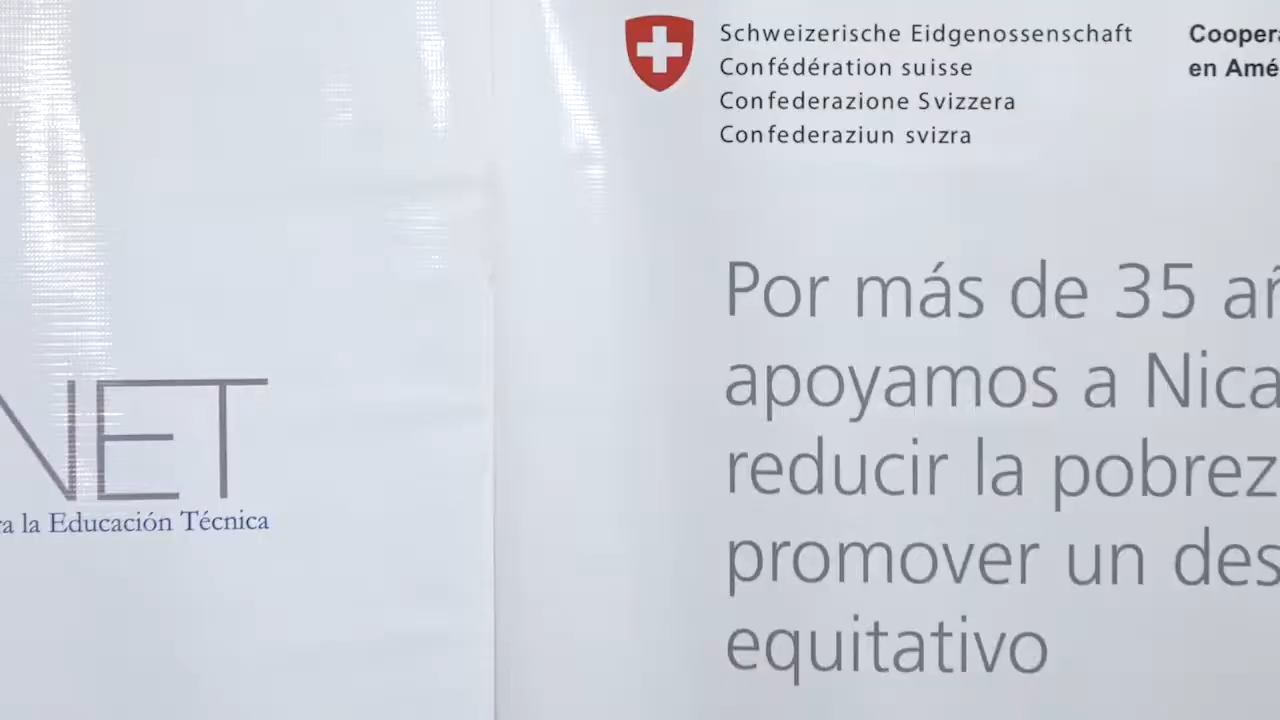 NET
la Educación Técnica
Schweizerische Eidgenossenschaft
Confédération suisse
Confederazione Svizzera
Confederaziun svizra
en
Por más de 35
apoyamos a
reducir la
promover un
equitativo